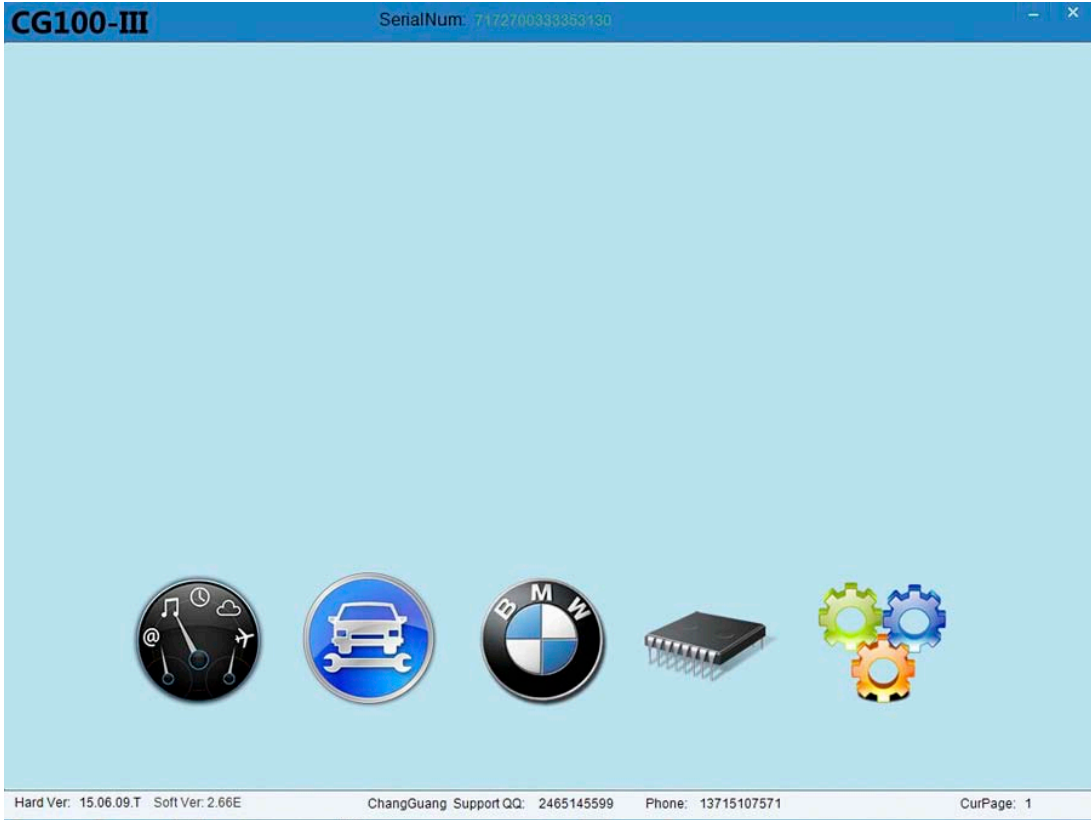 CG100-III
SerialNum: 7172700333353130
@
BMW
Hard Ver: 15.06.09.T Soft Ver: 2.66E ChangGuang Support QQ: 2465145599 Phone: 13715107571 CurPage: 1